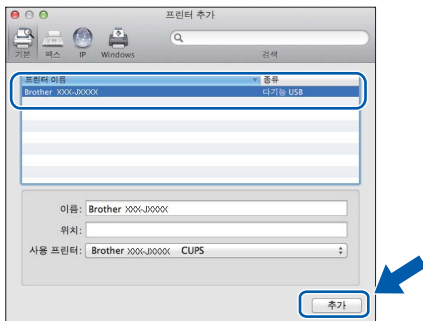 프린터 추가
기본 팩스 IP Windows 검색
프린터 이름 종류
Brother XXX-JXXXX 다기능 USB
이름: Brother XXX-JXXXX
위치:
사용 프린터: Brother XXX-JXXXX CUPS
추가